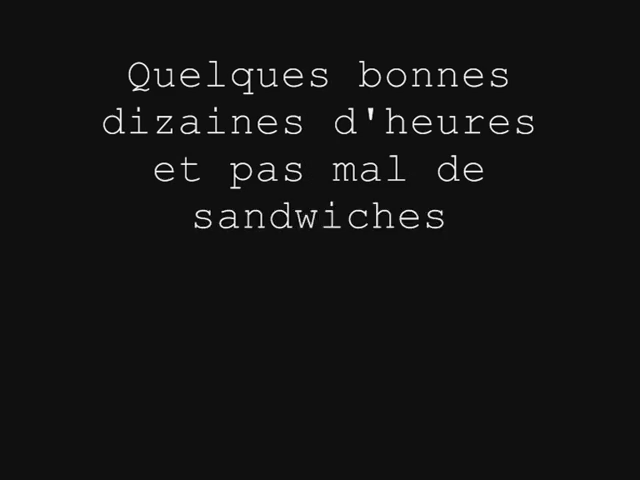 Quelques bonnes
dizaines d'heures
et pas mal de
sandwiches